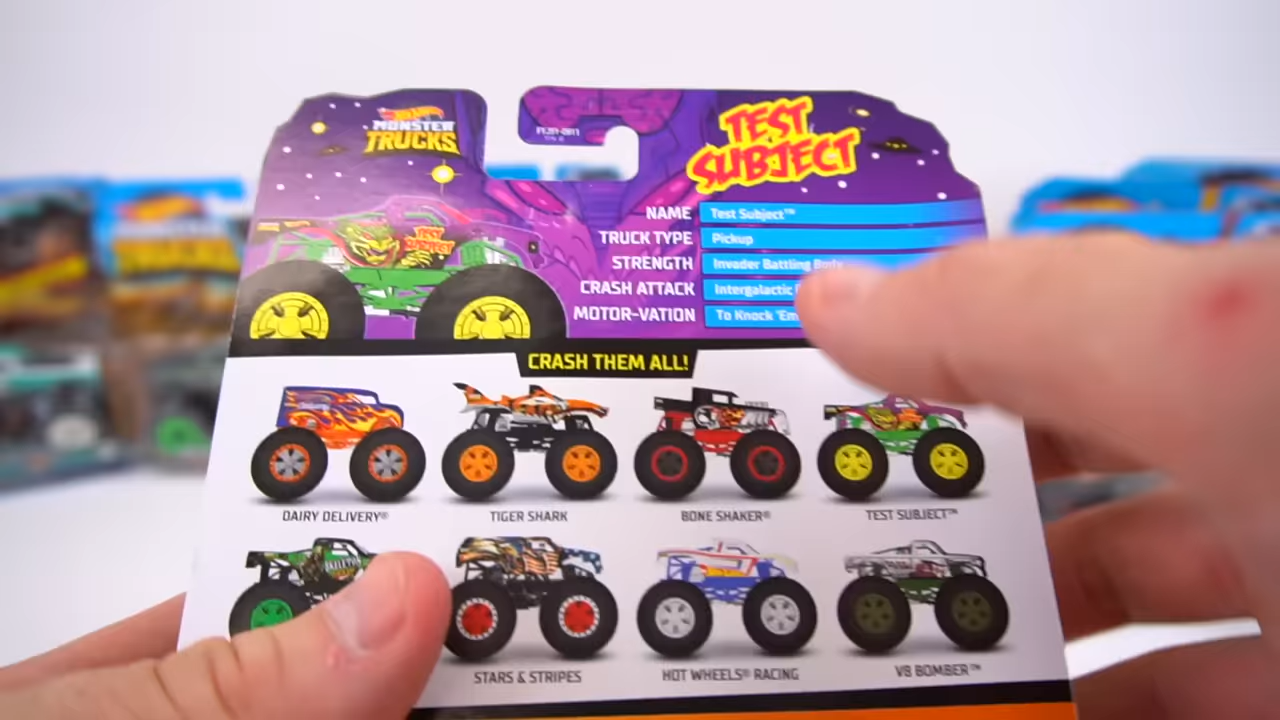 HOT WHEELS
MONSTER
TRUCKS
TEST
SUBJECT
TEST
SUBJECT
NAME Test Subject™
TRUCK TYPE Pickup
STRENGTH Invader Battling Body
CRASH ATTACK Intergalactic
MOTOR-VATION To Knock 'Em
CRASH THEM ALL!
DAIRY DELIVERY® TIGER SHARK BONE SHAKER® TEST SUBJECT™
STARS & STRIPES HOT WHEELS® RACING V8 BOMBER™